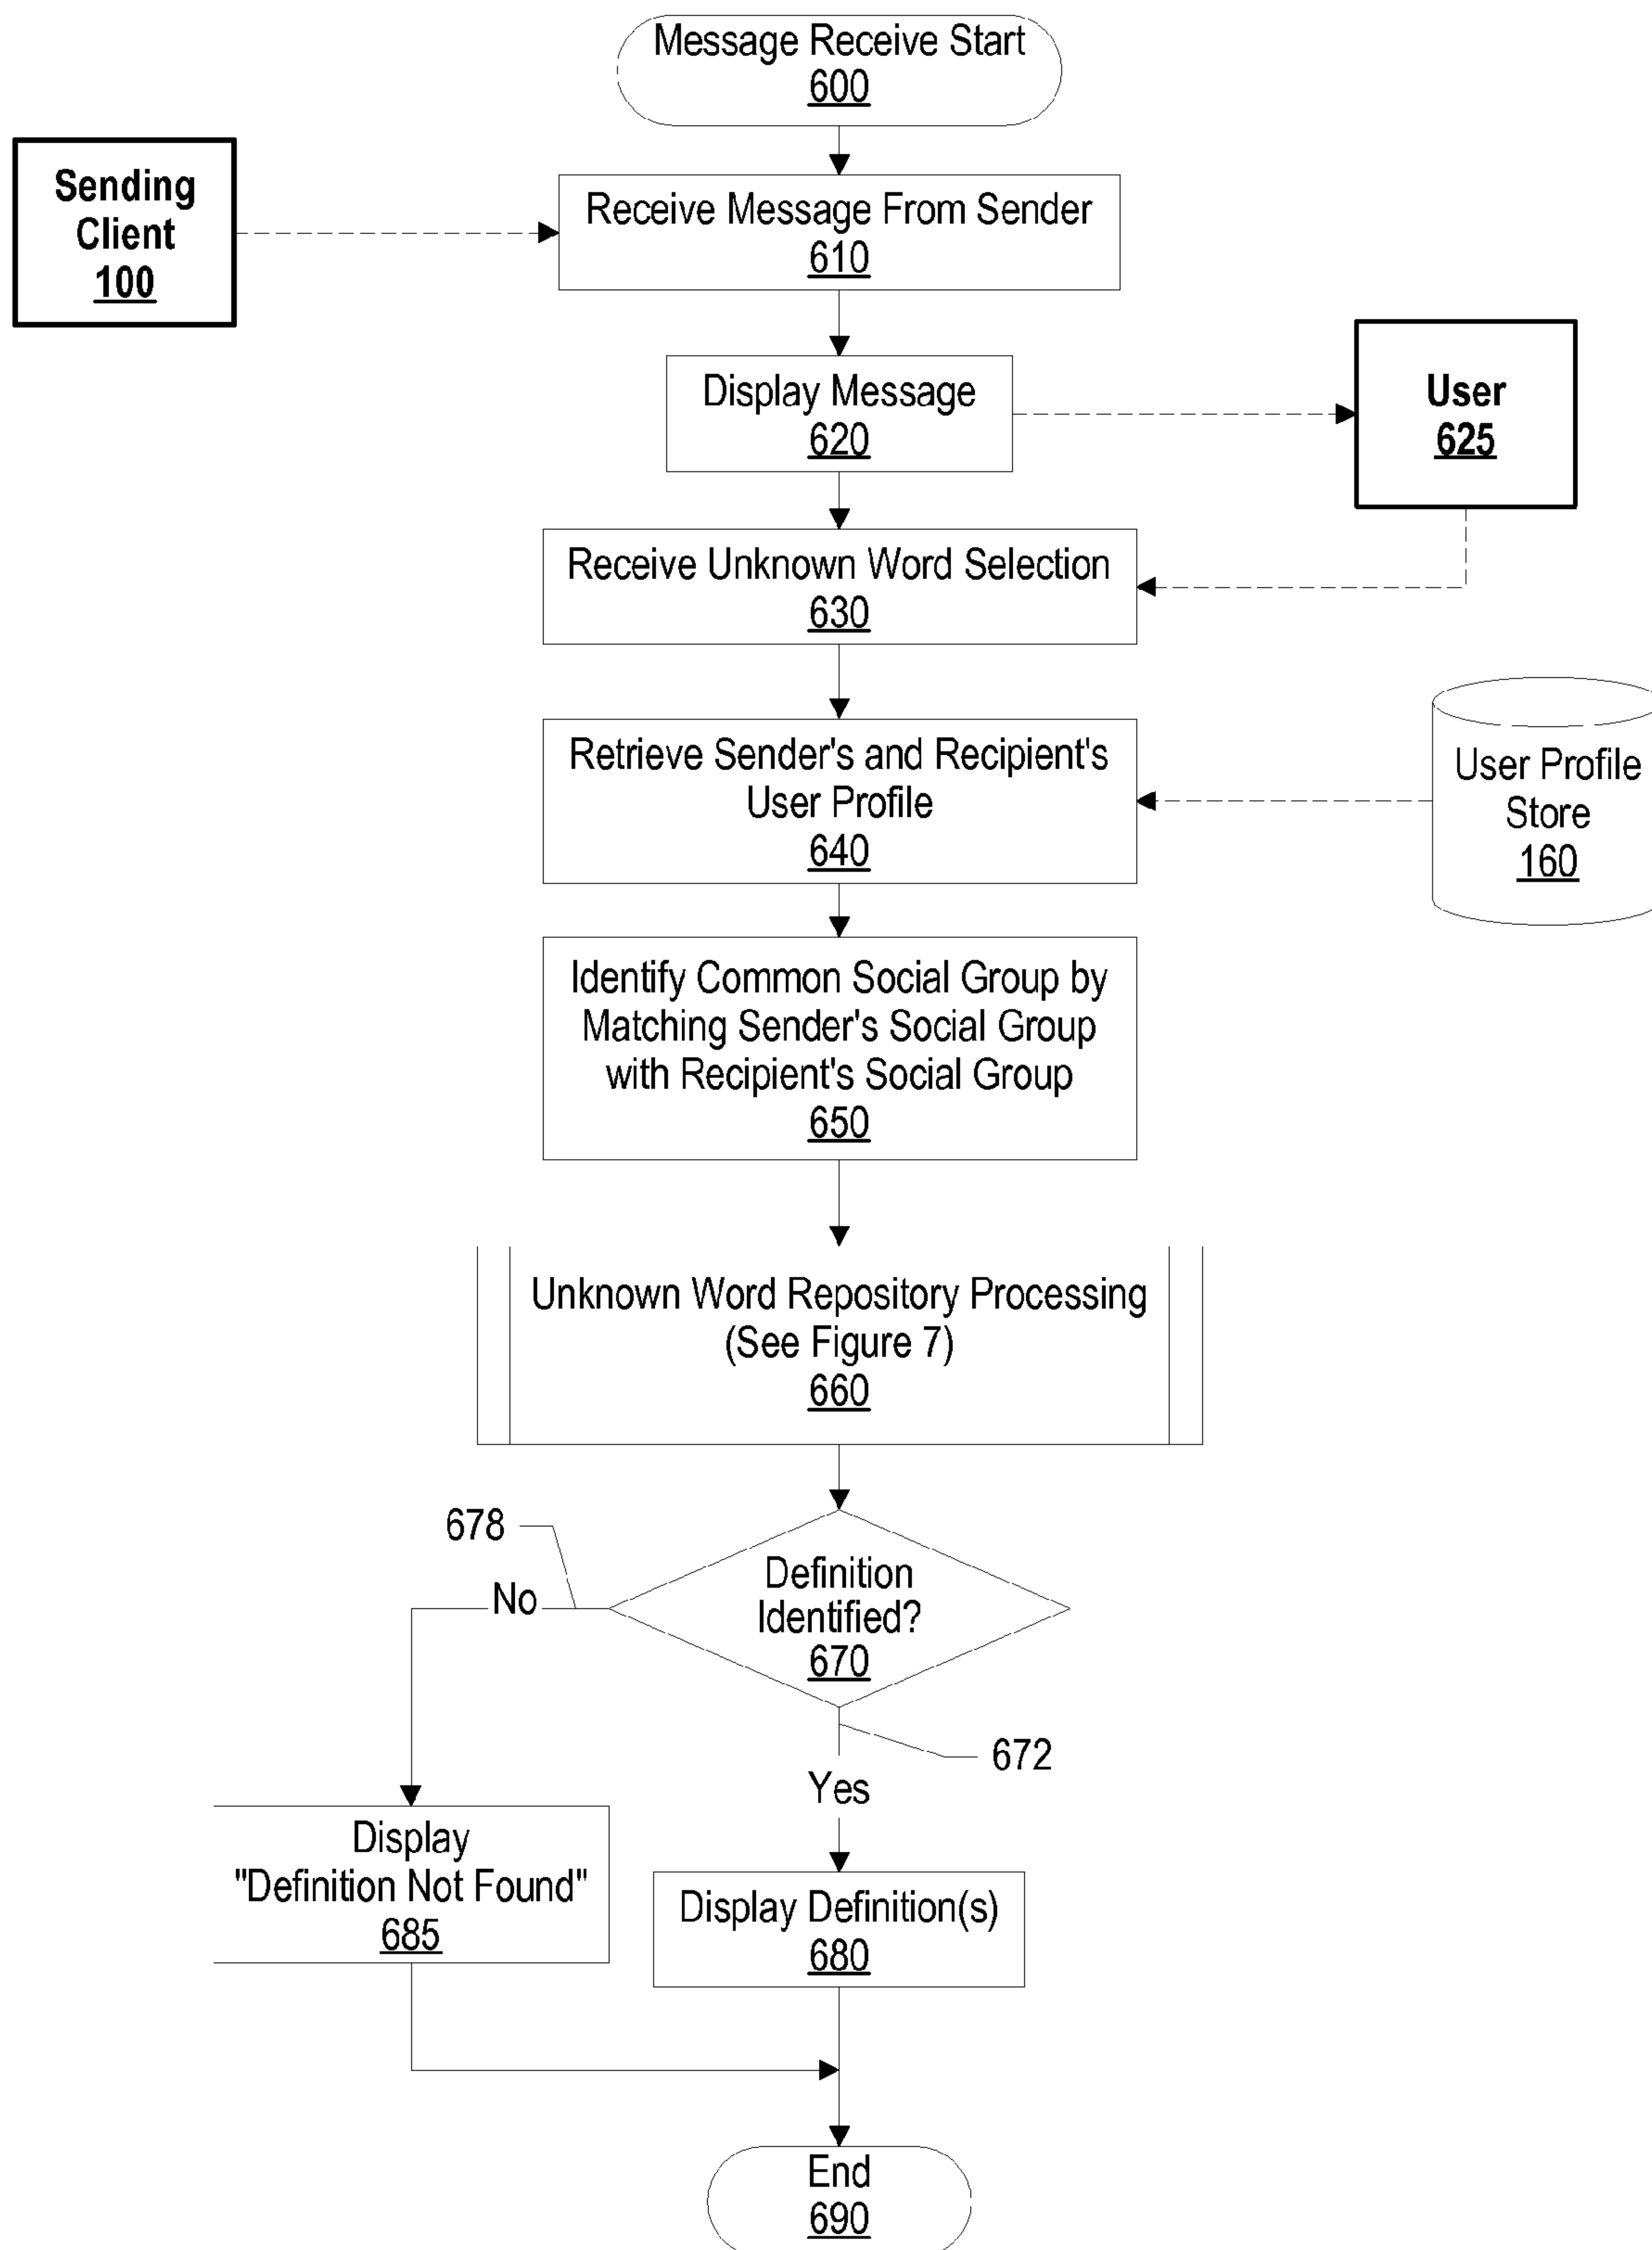 Message Receive Start
600
Sending
Client
100
Receive Message From Sender
610
Display Message
620
User
625
Receive Unknown Word Selection
630
Retrieve Sender's and Recipient's
User Profile
640
User Profile
Store
160
Identify Common Social Group by
Matching Sender's Social Group
with Recipient's Social Group
650
Unknown Word Repository Processing
(See Figure 7)
660
678
No
Definition
Identified?
670
672
Yes
Display
"Definition Not Found"
685
Display Definition(s)
680
End
690